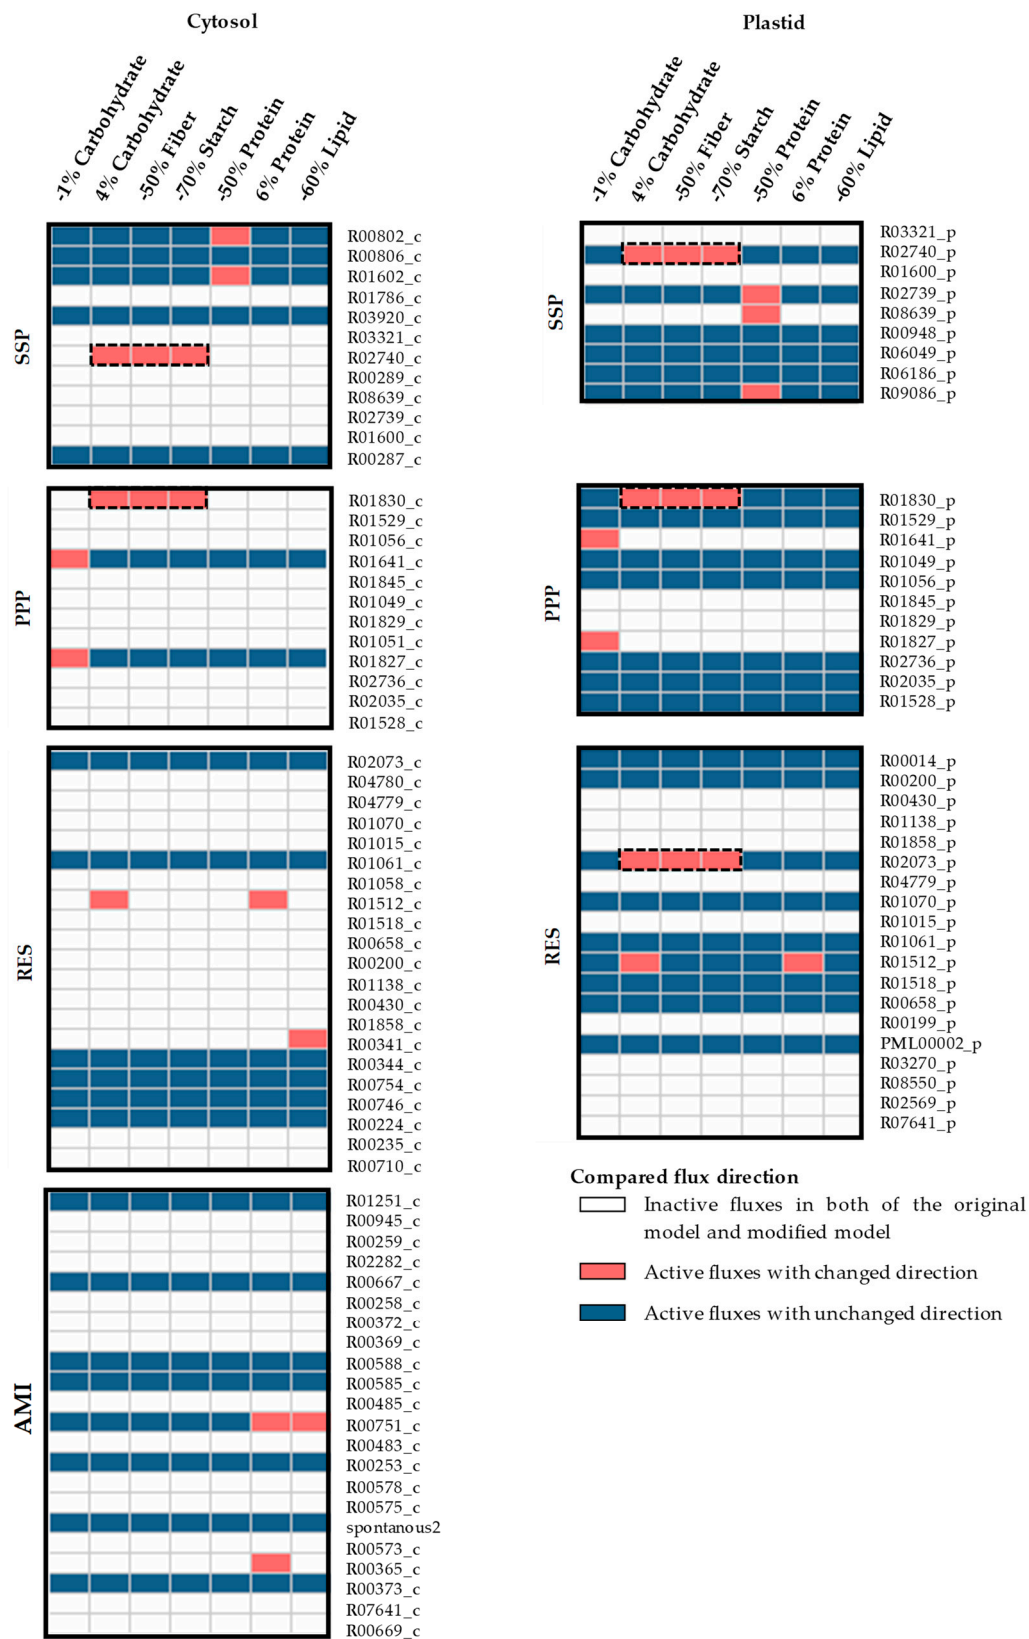 Cytosol
-1% Carbohydrate
4% Carbohydrate
-50% Fiber
-70% Starch
-50% Protein
6% Protein
-60% Lipid
SSP
R00802_c
R00806_c
R01602_c
R01786_c
R03920_c
R03321_c
R02740_c
R00289_c
R08639_c
R02739_c
R01600_c
R00287_c
PPP
R01830_c
R01529_c
R01056_c
R01641_c
R01845_c
R01049_c
R01829_c
R01051_c
R01827_c
R02736_c
R02035_c
R01528_c
RES
R02073_c
R04780_c
R04779_c
R01070_c
R01015_c
R01061_c
R01058_c
R01512_c
R01518_c
R00658_c
R00200_c
R01138_c
R00430_c
R01858_c
R00341_c
R00344_c
R00754_c
R00746_c
R00224_c
R00235_c
R00710_c
AMI
R01251_c
R00945_c
R00259_c
R02282_c
R00667_c
R00258_c
R00372_c
R00369_c
R00588_c
R00585_c
R00485_c
R00751_c
R00483_c
R00253_c
R00578_c
R00575_c
spontanous2
R00573_c
R00365_c
R00373_c
R07641_c
R00669_c
Plastid
-1% Carbohydrate
4% Carbohydrate
-50% Fiber
-70% Starch
-50% Protein
6% Protein
-60% Lipid
SSP
R03321_p
R02740_p
R01600_p
R02739_p
R08639_p
R00948_p
R06049_p
R06186_p
R09086_p
PPP
R01830_p
R01529_p
R01641_p
R01049_p
R01056_p
R01845_p
R01829_p
R01827_p
R02736_p
R02035_p
R01528_p
RES
R00014_p
R00200_p
R00430_p
R01138_p
R01858_p
R02073_p
R04779_p
R01070_p
R01015_p
R01061_p
R01512_p
R01518_p
R00658_p
R00199_p
PML00002_p
R03270_p
R08550_p
R02569_p
R07641_p
Compared flux direction
Inactive fluxes in both of the original
model and modified model
Active fluxes with changed direction
Active fluxes with unchanged direction